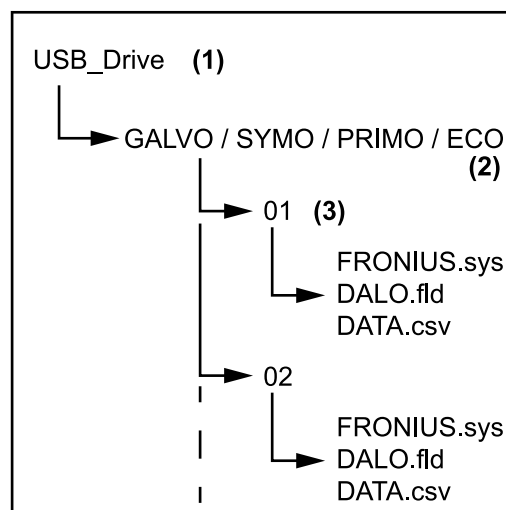 USB_Drive (1)
GALVO / SYMO / PRIMO / ECO
(2)
01 (3)
FRONIUS.sys
DALO.fld
DATA.csv
02
FRONIUS.sys
DALO.fld
DATA.csv